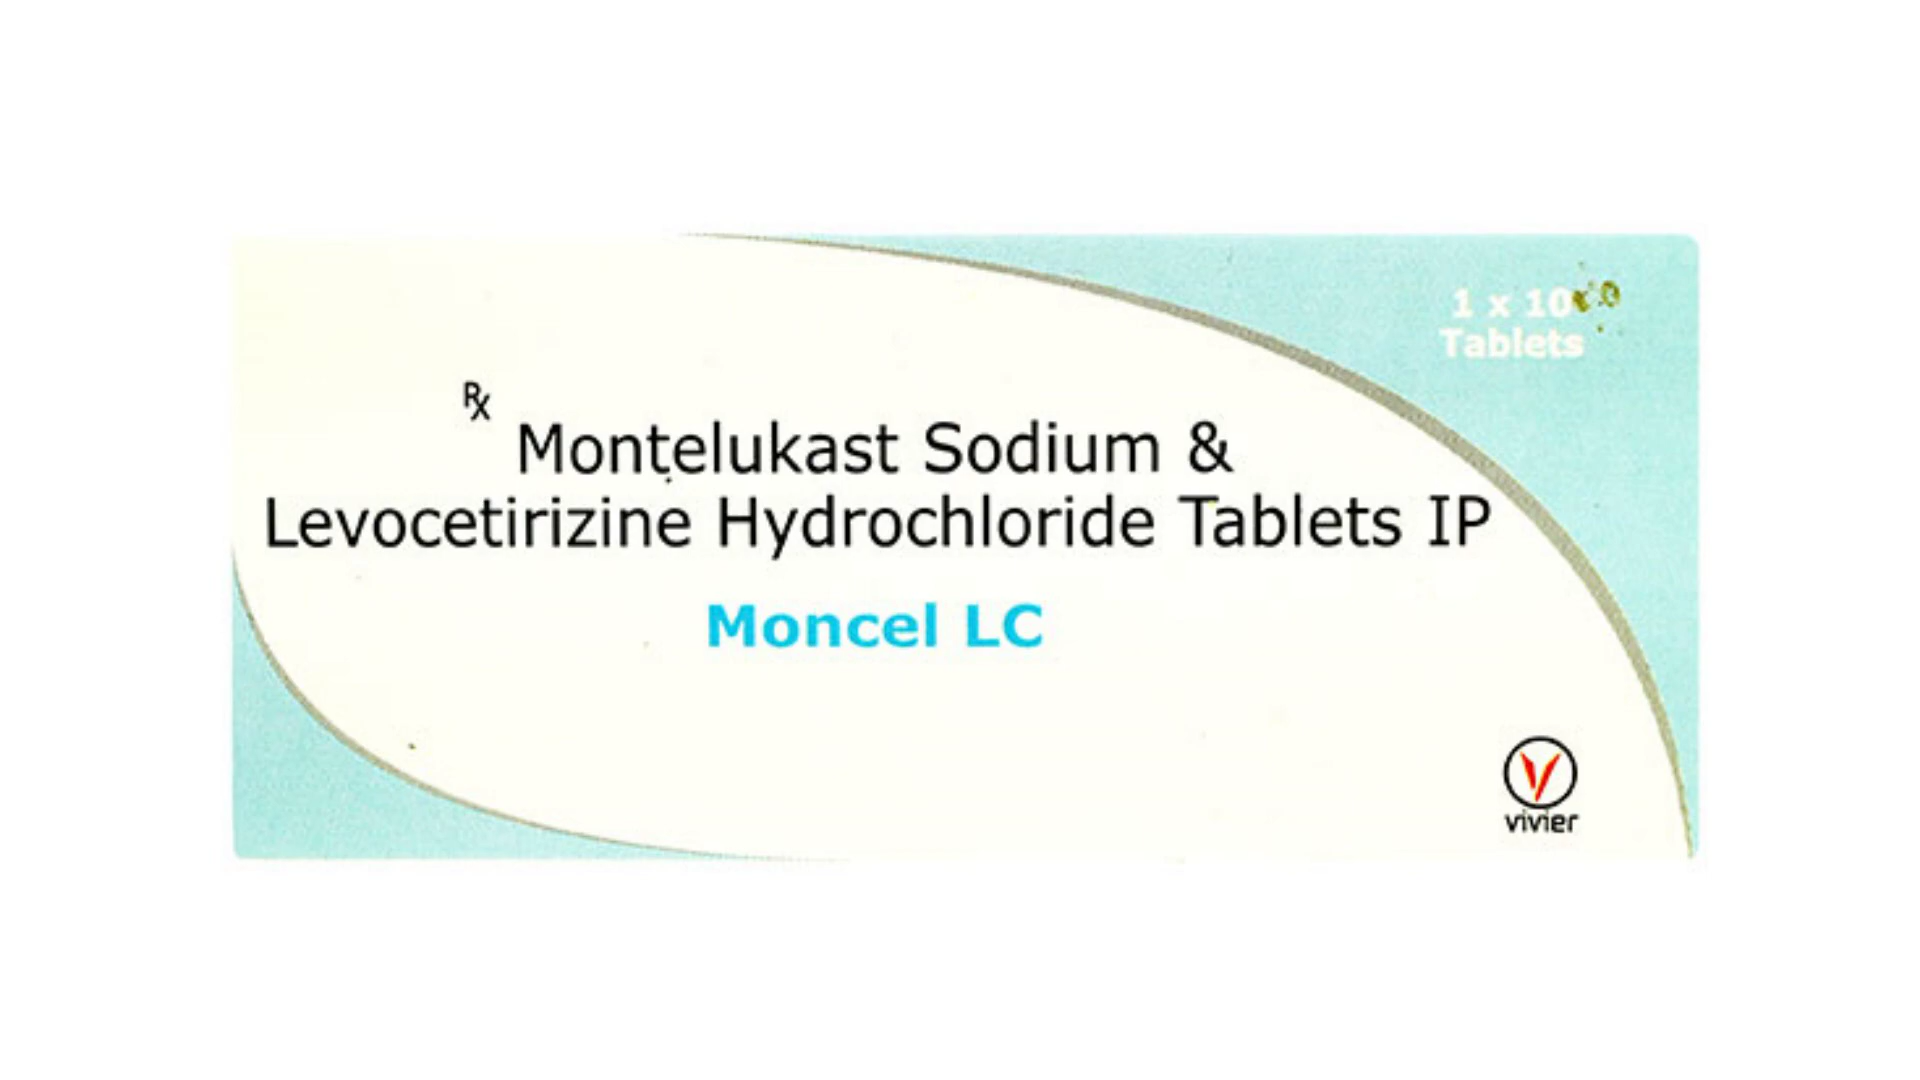 1 x 10
Tablets
Rx
Montelukast Sodium &
Levocetirizine Hydrochloride Tablets IP
Moncel LC
vivier